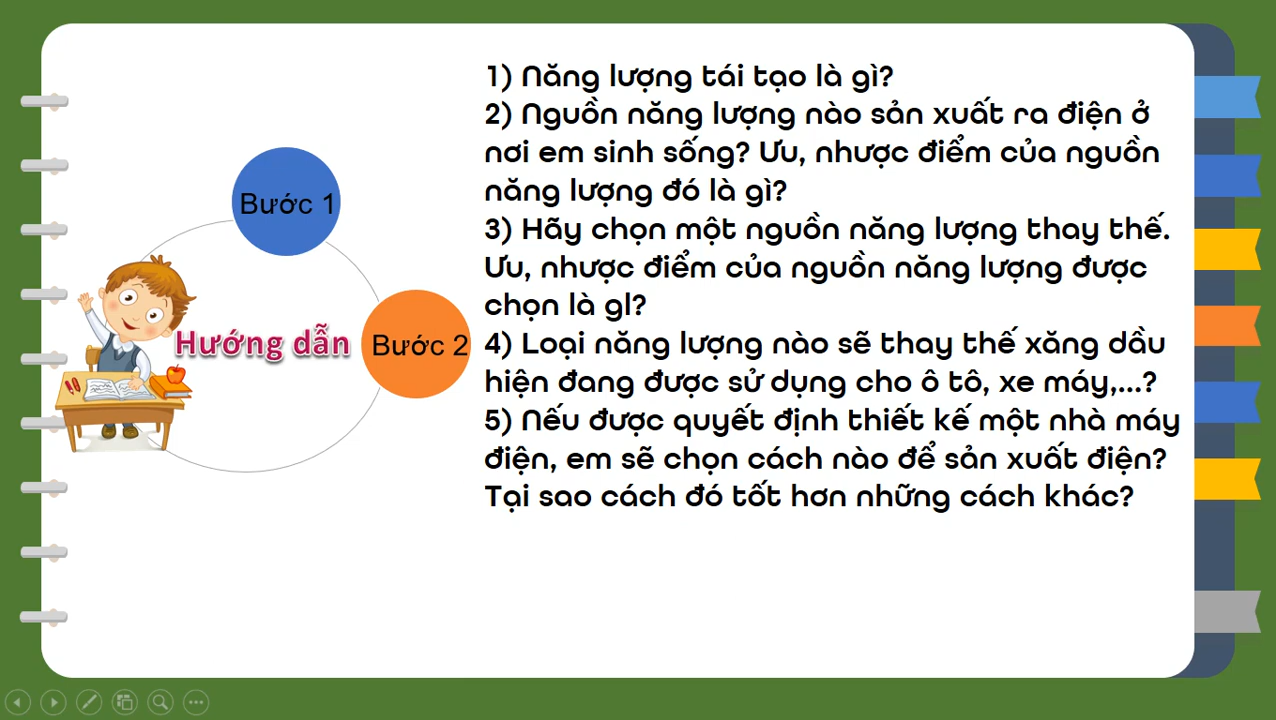 1) Năng lượng tái tạo là gì?
2) Nguồn năng lượng nào sản xuất ra điện ở
nơi em sinh sống? Ưu, nhược điểm của nguồn
năng lượng đó là gì?
3) Hãy chọn một nguồn năng lượng thay thế.
Ưu, nhược điểm của nguồn năng lượng được
chọn là gl?
4) Loại năng lượng nào sẽ thay thế xăng dầu
hiện đang được sử dụng cho ô tô, xe máy,...?
5) Nếu được quyết định thiết kế một nhà máy
điện, em sẽ chọn cách nào để sản xuất điện?
Tại sao cách đó tốt hơn những cách khác?
Bước 1
Hướng dẫn
Bước 2